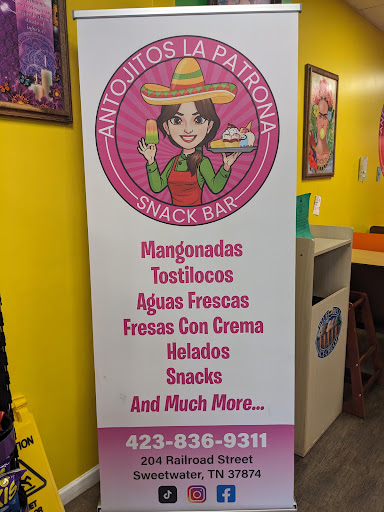 ANTOJITOS LA PATRONA
SNACK BAR
Mangonadas
Tostilocos
Aguas Frescas
Fresas Con Crema
Helados
Snacks
And Much More...
423-836-9311
204 Railroad Street
Sweetwater, TN 37874